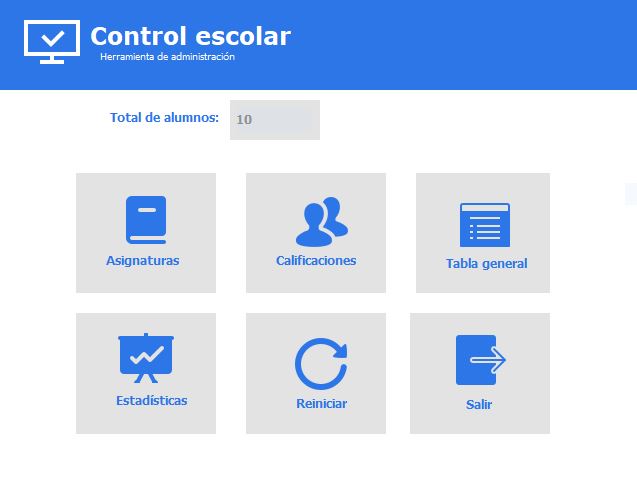 Control escolar
Herramienta de administración
Total de alumnos: 10
Asignaturas
Calificaciones
Tabla general
Estadísticas
Reiniciar
Salir